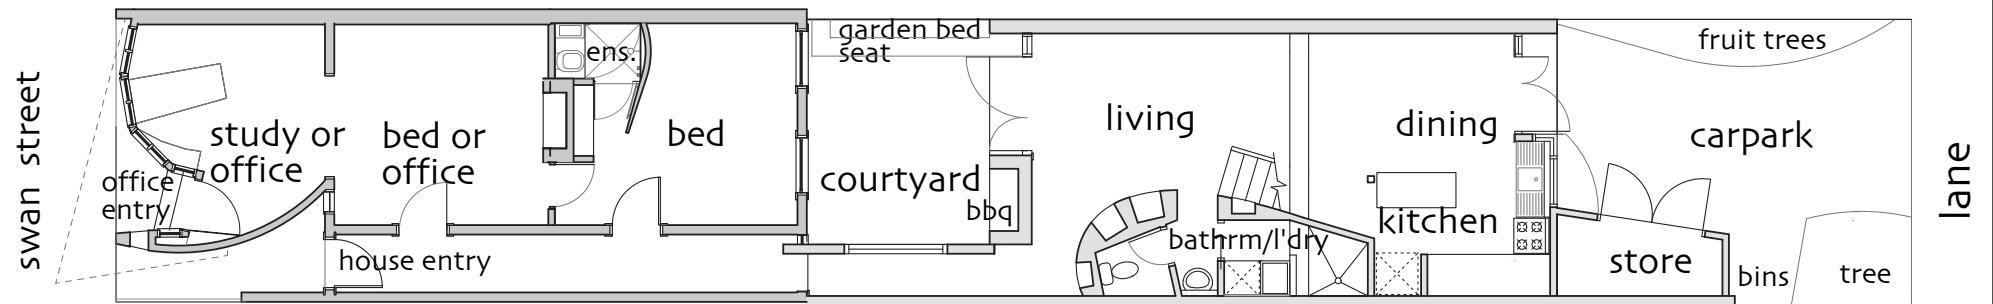 swan street
office
entry
study or
office
bed or
office
house entry
ens.
bed
garden bed
seat
courtyard
bbq
living
bathrm/l'dry
dining
kitchen
fruit trees
carpark
store
bins
tree
lane